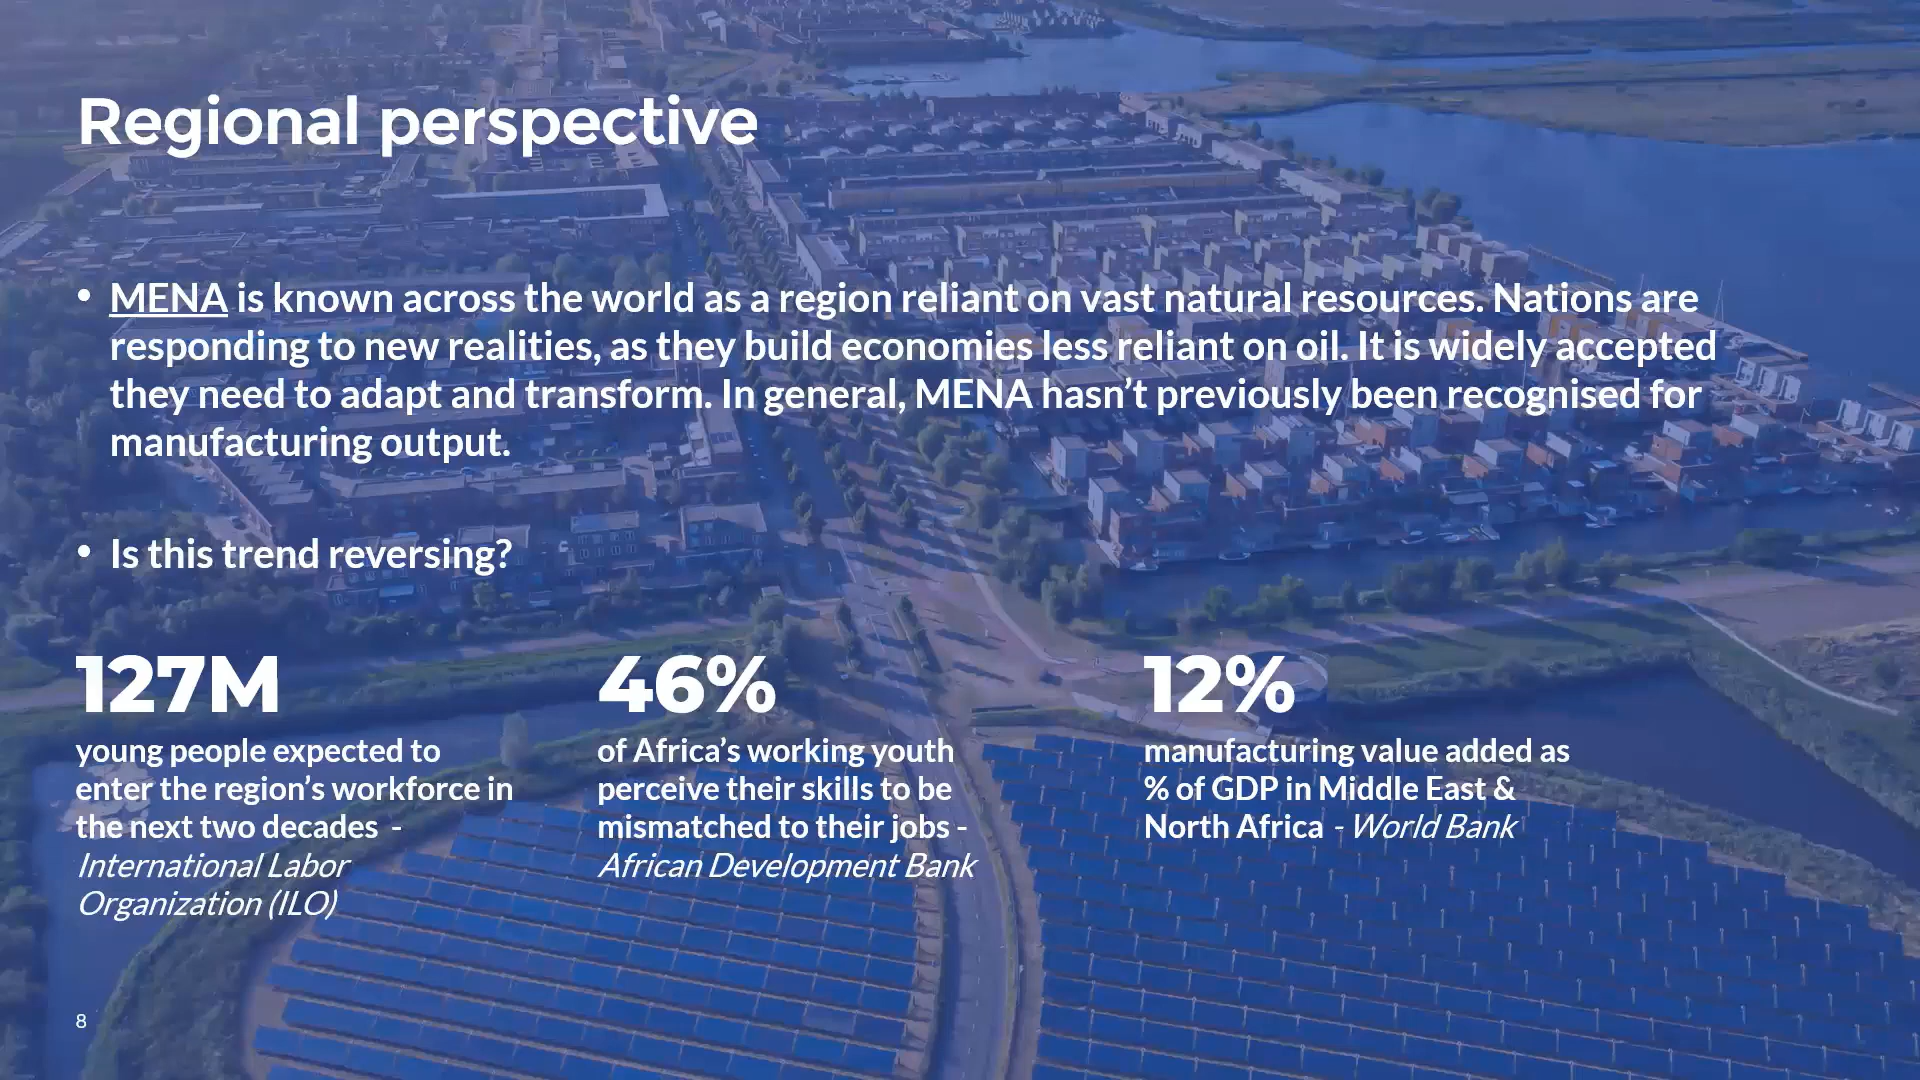 Regional perspective
• MENA is known across the world as a region reliant on vast natural resources. Nations are
responding to new realities, as they build economies less reliant on oil. It is widely accepted
they need to adapt and transform. In general, MENA hasn’t previously been recognised for
manufacturing output.
• Is this trend reversing?
127M
young people expected to
enter the region’s workforce in
the next two decades -
International Labor
Organization (ILO)
46%
of Africa’s working youth
perceive their skills to be
mismatched to their jobs -
African Development Bank
12%
manufacturing value added as
% of GDP in Middle East &
North Africa - World Bank
8